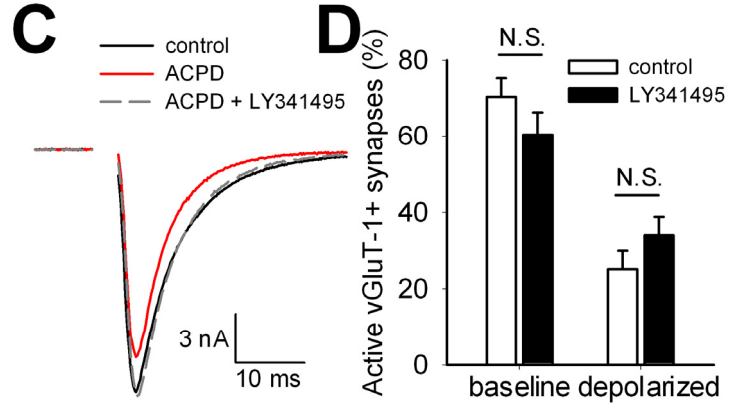 C
control
ACPD
ACPD + LY341495
3 nA
10 ms
D
Active vGluT-1+ synapses (%)
80
60
40
20
0
N.S.
N.S.
control
LY341495
baseline depolarized